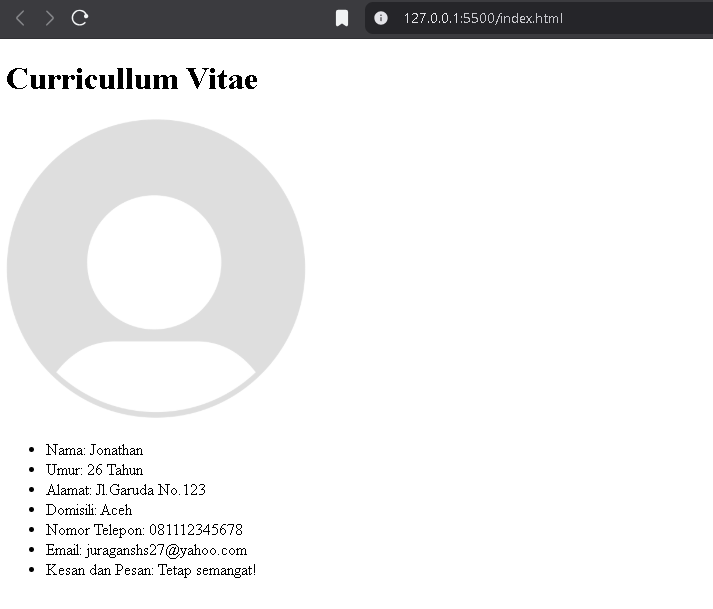 127.0.0.1:5500/index.html
Curricullum Vitae
Nama: Jonathan
Umur: 26 Tahun
Alamat: Jl.Garuda No.123
Domisili: Aceh
Nomor Telepon: 081112345678
Email: juraganshs27@yahoo.com
Kesan dan Pesan: Tetap semangat!